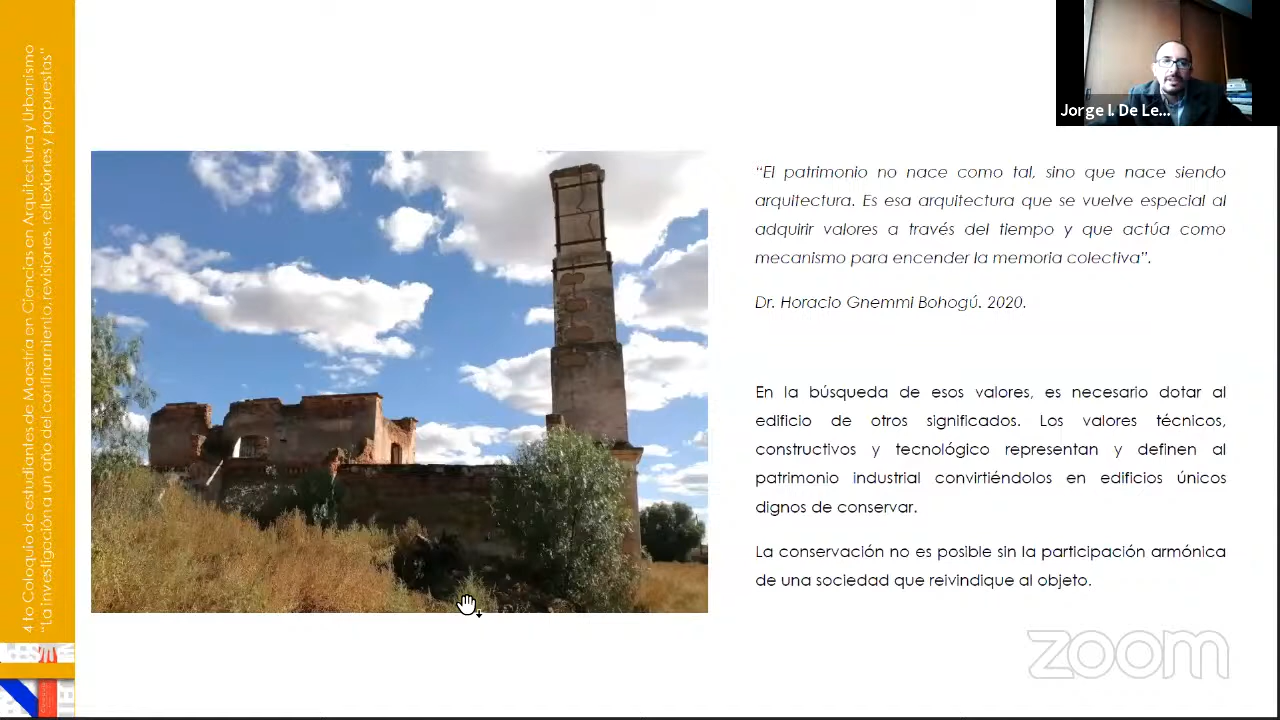 4to Coloquio de estudiantes de Maestría en Ciencias en Arquitectura y Urbanismo
"La investigación a un año del confinamiento, revisiones, reflexiones y propuestas"
Jorge I. De Le...
“El patrimonio no nace como tal, sino que nace siendo
arquitectura. Es esa arquitectura que se vuelve especial al
adquirir valores a través del tiempo y que actúa como
mecanismo para encender la memoria colectiva”.
Dr. Horacio Gnemmi Bohogú. 2020.
En la búsqueda de esos valores, es necesario dotar al
edificio de otros significados. Los valores técnicos,
constructivos y tecnológico representan y definen al
patrimonio industrial convirtiéndolos en edificios únicos
dignos de conservar.
La conservación no es posible sin la participación armónica
de una sociedad que reivindique al objeto.
zoom